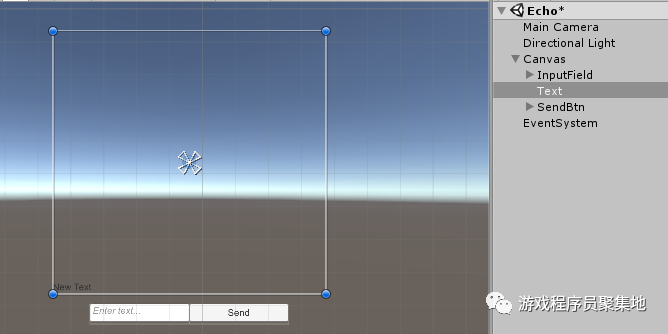 Echo*
Main Camera
Directional Light
Canvas
InputField
Text
SendBtn
EventSystem
New Text
Enter text...
Send
游戏程序员聚集地